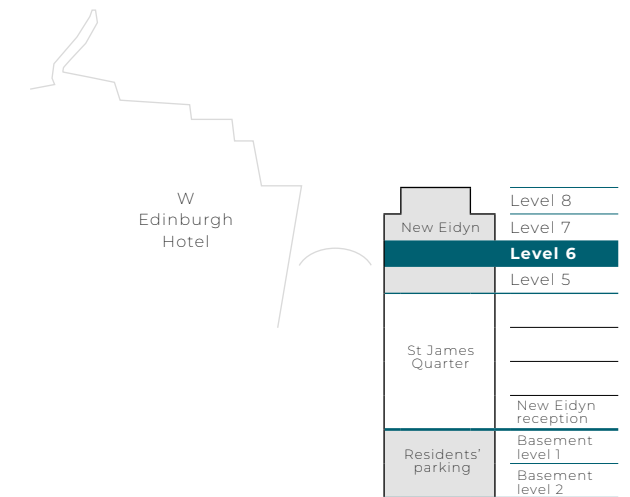 W
Edinburgh
Hotel
Level 8
New Eidyn
Level 7
Level 6
Level 5
St James
Quarter
New Eidyn
reception
Residents'
parking
Basement
level 1
Basement
level 2